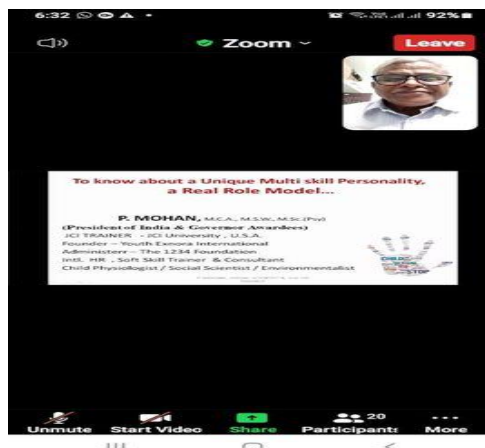 6:32
92%
Zoom
Leave
To know about a Unique Multi skill Personality,
a Real Role Model...
P. MOHAN, M.C.A., M.S.W., M.Sc.(Psy)
(President of India & Governor Awardees)
JCI TRAINER - JCI University, U.S.A.
Founder - Youth Exnora International
Administerr - The 1234 Foundation
Intl. HR , Soft Skill Trainer & Consultant
Child Physiologist / Social Scientist / Environmentalist
CHILD
STOP
20
Unmute Start Video Share Participants More